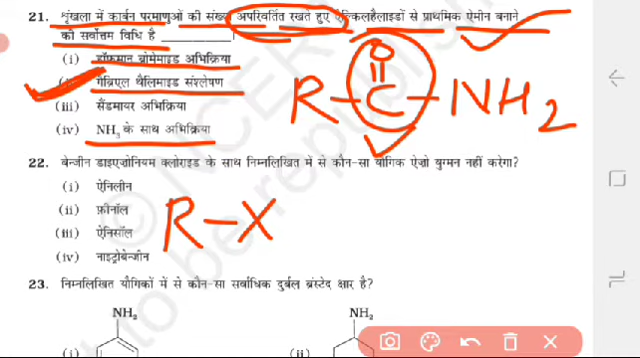 21. शृंखला में कार्बन परमाणुओं की संख्या अपरिवर्तित रखते हुए ऐल्किलहैलाइडों से प्राथमिक ऐमीन बनाने
की सर्वोत्तम विधि है ____________।
(i) हॉफमान ब्रोमेमाइड अभिक्रिया
गेब्रिएल थैलिमाइड संश्लेषण
(iii) सैंडमायर अभिक्रिया
(iv) NH3 के साथ अभिक्रिया
O
R-C-NH2
22. बेन्जीन डाइएज़ोनियम क्लोराइड के साथ निम्नलिखित में से कौन-सा यौगिक ऐज़ो युग्मन नहीं करेगा?
(i) ऐनिलीन
(ii) फ़ीनॉल
(iii) ऐनिसॉल
(iv) नाइट्रोबेन्जीन
R-X
23. निम्नलिखित यौगिकों में से कौन-सा सर्वाधिक दुर्बल ब्रंस्टेद क्षार है?
NH2 NH2
(i) (ii)